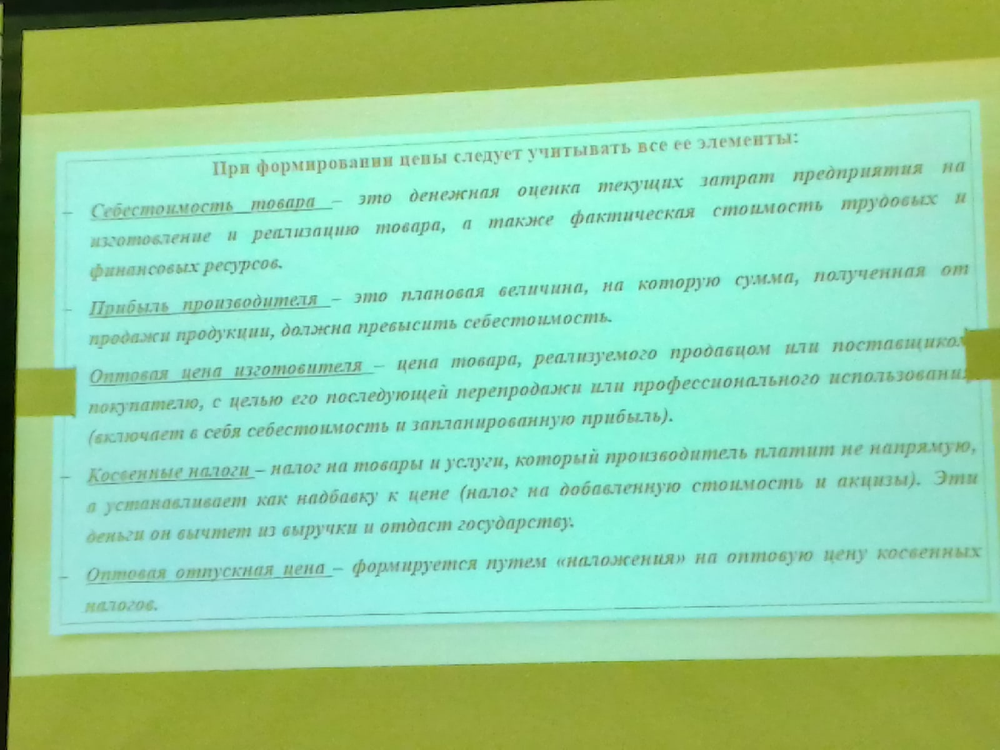 При формировании цены следует учитывать все ее элементы:
– Себестоимость товара – это денежная оценка текущих затрат предприятия на
изготовление и реализацию товара, а также фактическая стоимость трудовых и
финансовых ресурсов.
– Прибыль производителя – это плановая величина, на которую сумма, полученная от
продажи продукции, должна превысить себестоимость.
Оптовая цена изготовителя – цена товара, реализуемого продавцом или поставщиком
покупателю, с целью его последующей перепродажи или профессионального использования
(включает в себя себестоимость и запланированную прибыль).
– Косвенные налоги – налог на товары и услуги, который производитель платит не напрямую,
а устанавливает как надбавку к цене (налог на добавленную стоимость и акцизы). Эти
деньги он вычтет из выручки и отдаст государству.
– Оптовая отпускная цена – формируется путем «наложения» на оптовую цену косвенных
налогов.